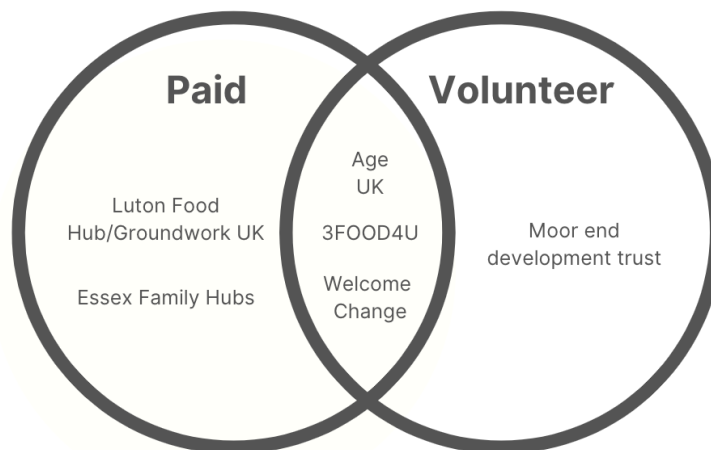 Paid
Volunteer
Luton Food
Hub/Groundwork UK
Essex Family Hubs
Age
UK
3FOOD4U
Welcome
Change
Moor end
development trust